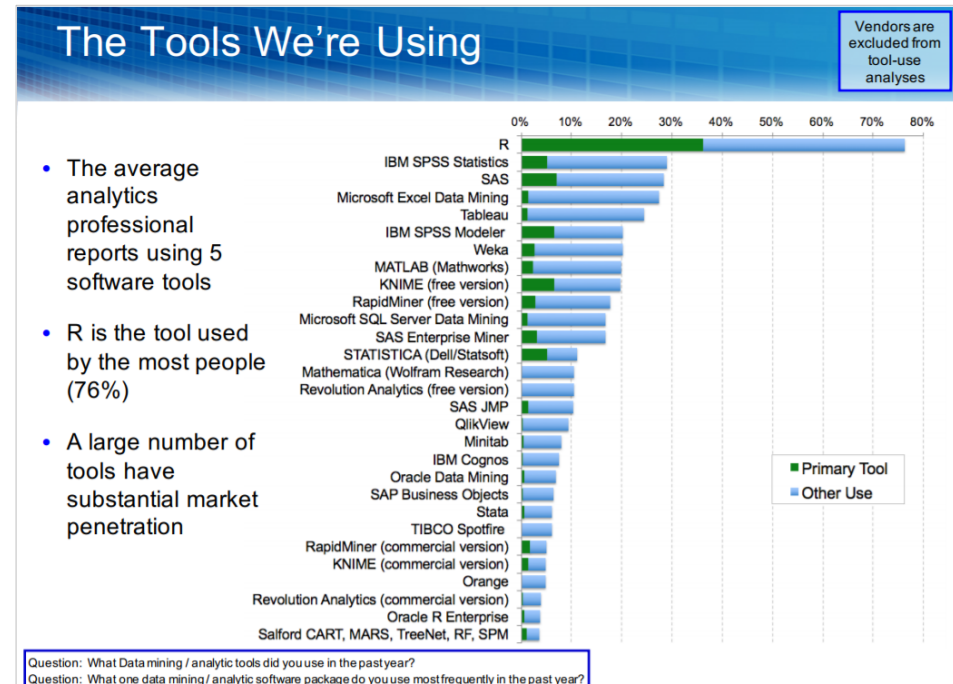 The Tools We're Using
Vendors are
excluded from
tool-use
analyses
• The average
analytics
professional
reports using 5
software tools
• R is the tool used
by the most people
(76%)
• A large number of
tools have
substantial market
penetration
0% 10% 20% 30% 40% 50% 60% 70% 80%
R
IBM SPSS Statistics
SAS
Microsoft Excel Data Mining
Tableau
IBM SPSS Modeler
Weka
MATLAB (Mathworks)
KNIME (free version)
RapidMiner (free version)
Microsoft SQL Server Data Mining
SAS Enterprise Miner
STATISTICA (Dell/Statsoft)
Mathematica (Wolfram Research)
Revolution Analytics (free version)
SAS JMP
QlikView
Minitab
IBM Cognos
Oracle Data Mining
SAP Business Objects
Stata
TIBCO Spotfire
RapidMiner (commercial version)
KNIME (commercial version)
Orange
Revolution Analytics (commercial version)
Oracle R Enterprise
Salford CART, MARS, TreeNet, RF, SPM
Primary Tool
Other Use
Question: What Data mining / analytic tools did you use in the past year?
Question: What one data mining / analytic software package do you use most frequently in the past year?